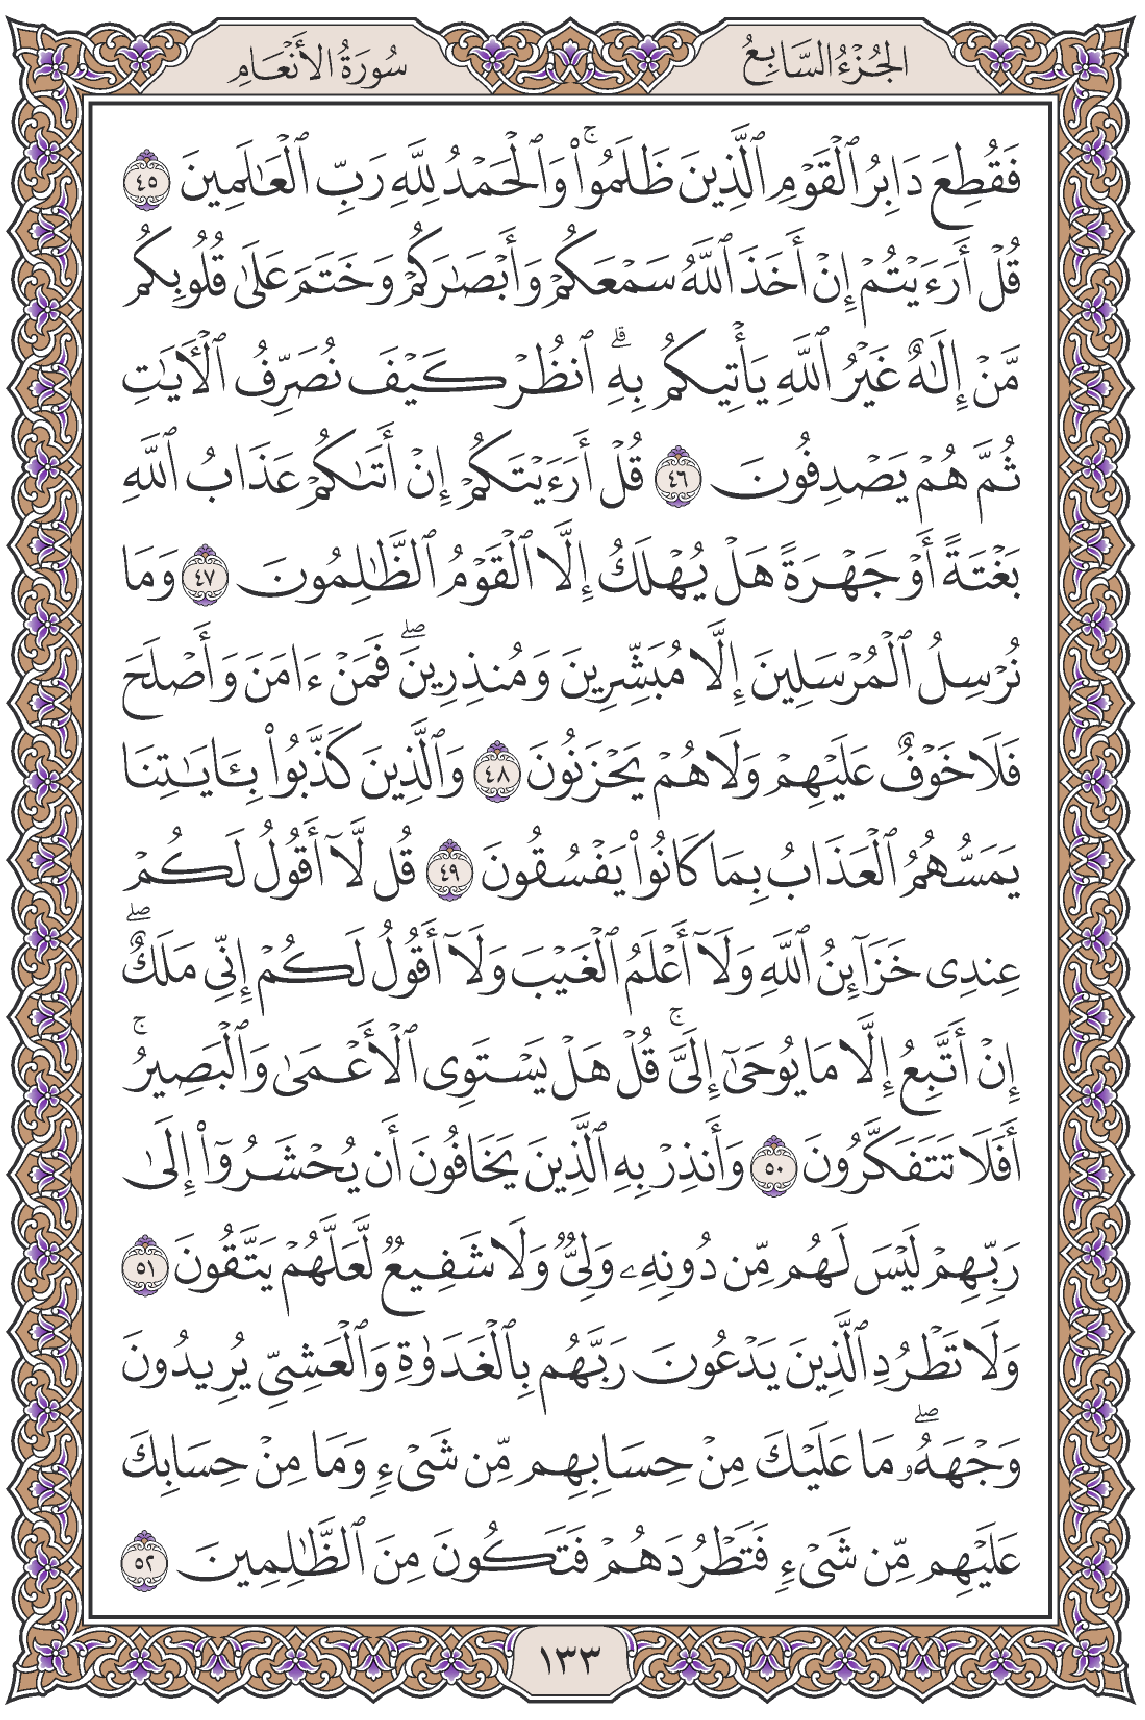 الجُزْءُ السَّابِعُ
سُورَةُ الأَنْعَامِ
فَقُطِعَ دَابِرُ ٱلْقَوْمِ ٱلَّذِينَ ظَلَمُوا۟ۚ وَٱلْحَمْدُ لِلَّهِ رَبِّ ٱلْعَـٰلَمِينَ ٤٥
قُلْ أَرَءَيْتُمْ إِنْ أَخَذَ ٱللَّهُ سَمْعَكُمْ وَأَبْصَـٰرَكُمْ وَخَتَمَ عَلَىٰ قُلُوبِكُم
مَّنْ إِلَـٰهٌ غَيْرُ ٱللَّهِ يَأْتِيكُم بِهِۗ ٱنظُرْ كَيْفَ نُصَرِّفُ ٱلْـَٔايَـٰتِ
ثُمَّ هُمْ يَصْدِفُونَ ٤٦ قُلْ أَرَءَيْتَكُمْ إِنْ أَتَىٰكُمْ عَذَابُ ٱللَّهِ
بَغْتَةً أَوْ جَهْرَةً هَلْ يُهْلَكُ إِلَّا ٱلْقَوْمُ ٱلظَّـٰلِمُونَ ٤٧ وَمَا
نُرْسِلُ ٱلْمُرْسَلِينَ إِلَّا مُبَشِّرِينَ وَمُنذِرِينَۖ فَمَنْ ءَامَنَ وَأَصْلَحَ
فَلَا خَوْفٌ عَلَيْهِمْ وَلَا هُمْ يَحْزَنُونَ ٤٨ وَٱلَّذِينَ كَذَّبُوا۟ بِـَٔايَـٰتِنَا
يَمَسُّهُمُ ٱلْعَذَابُ بِمَا كَانُوا۟ يَفْسُقُونَ ٤٩ قُل لَّآ أَقُولُ لَكُمْ
عِندِى خَزَآئِنُ ٱللَّهِ وَلَآ أَعْلَمُ ٱلْغَيْبَ وَلَآ أَقُولُ لَكُمْ إِنِّى مَلَكٌۖ
إِنْ أَتَّبِعُ إِلَّا مَا يُوحَىٰٓ إِلَىَّۚ قُلْ هَلْ يَسْتَوِى ٱلْأَعْمَىٰ وَٱلْبَصِيرُۚ
أَفَلَا تَتَفَكَّرُونَ ٥٠ وَأَنذِرْ بِهِ ٱلَّذِينَ يَخَافُونَ أَن يُحْشَرُوٓا۟ إِلَىٰ
رَبِّهِمْ لَيْسَ لَهُم مِّن دُونِهِۦ وَلِىٌّ وَلَا شَفِيعٌ لَّعَلَّهُمْ يَتَّقُونَ ٥١
وَلَا تَطْرُدِ ٱلَّذِينَ يَدْعُونَ رَبَّهُم بِٱلْغَدَوٰةِ وَٱلْعَشِىِّ يُرِيدُونَ
وَجْهَهُۥۖ مَا عَلَيْكَ مِنْ حِسَابِهِم مِّن شَىْءٍ وَمَا مِنْ حِسَابِكَ
عَلَيْهِم مِّن شَىْءٍ فَتَطْرُدَهُمْ فَتَكُونَ مِنَ ٱلظَّـٰلِمِينَ ٥٢
١٣٣